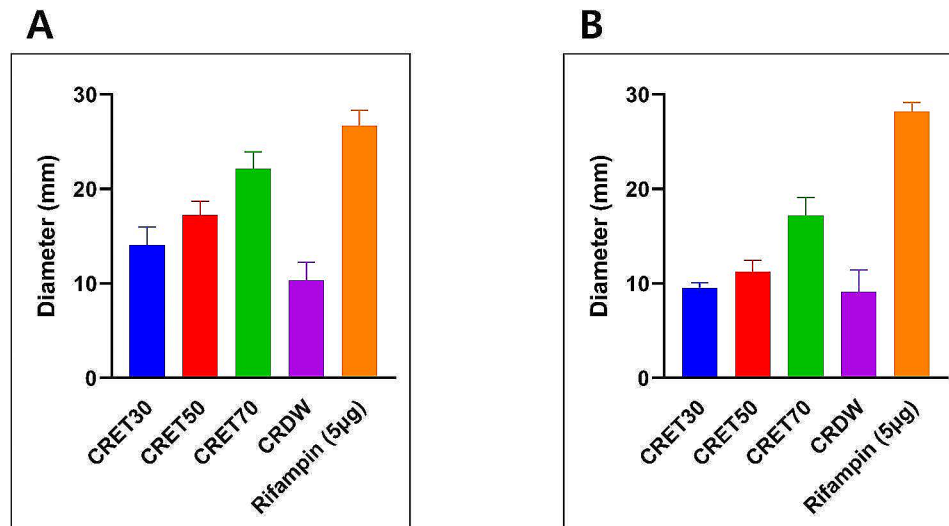 A
Diameter (mm)
30
20
10
0
CRET30
CRET50
CRET70
CRDW
Rifampin (5µg)
B
Diameter (mm)
30
20
10
0
CRET30
CRET50
CRET70
CRDW
Rifampin (5µg)